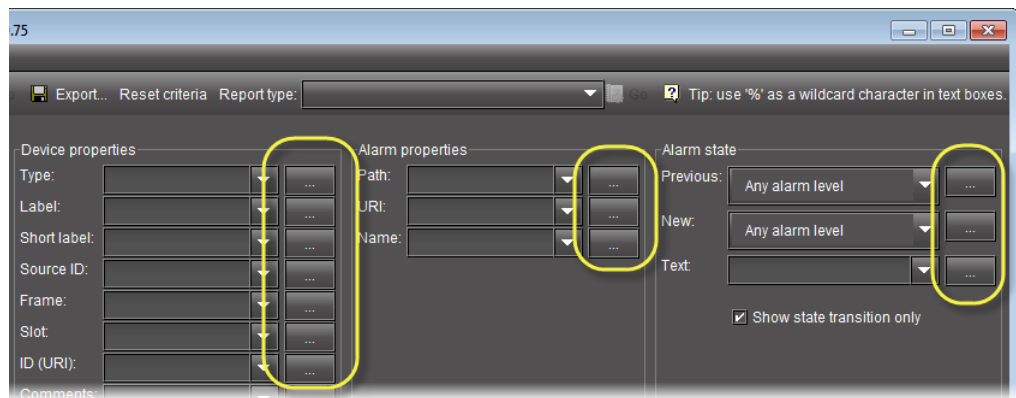 .75
Export... Reset criteria Report type: Go Tip: use '%' as a wildcard character in text boxes.
Device properties Alarm properties Alarm state
Type: ... Path: ... Previous: Any alarm level ...
Label: ... URI: ... New: Any alarm level ...
Short label: ... Name: ...
Source ID: ... Text: ...
Frame: ...
Slot: ... Show state transition only
ID (URI): ...
Comments: